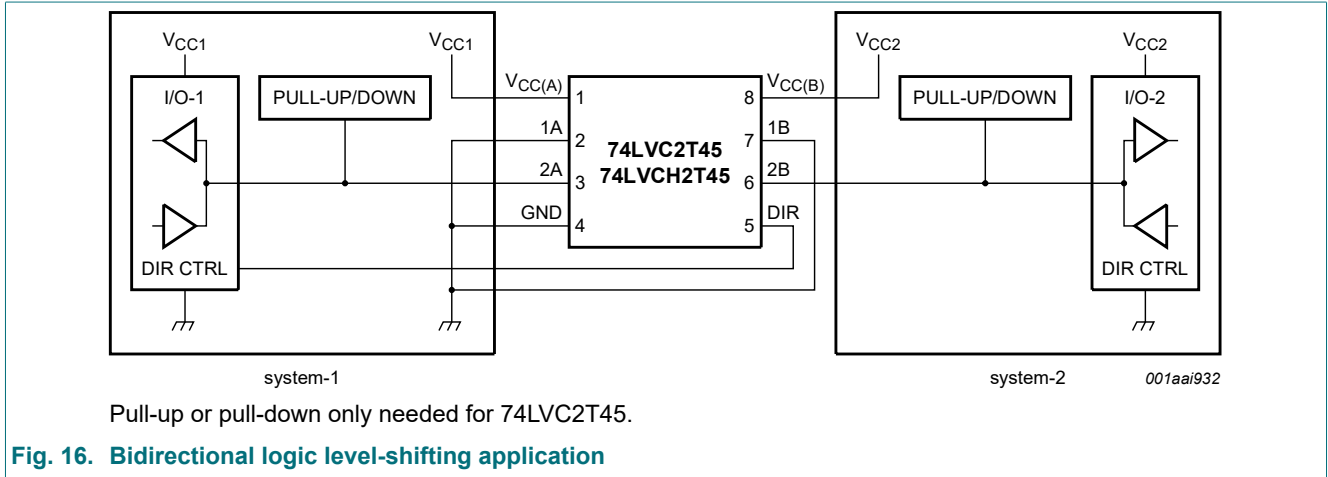 VCC1 VCC1 VCC2 VCC2
I/O-1 PULL-UP/DOWN VCC(A) VCC(B) PULL-UP/DOWN I/O-2
1 8
1A 1B
2 7
74LVC2T45
2A 2B
74LVCH2T45
3 6
GND DIR
4 5
DIR CTRL DIR CTRL
system-1 system-2 001aai932
Pull-up or pull-down only needed for 74LVC2T45.
Fig. 16. Bidirectional logic level-shifting application